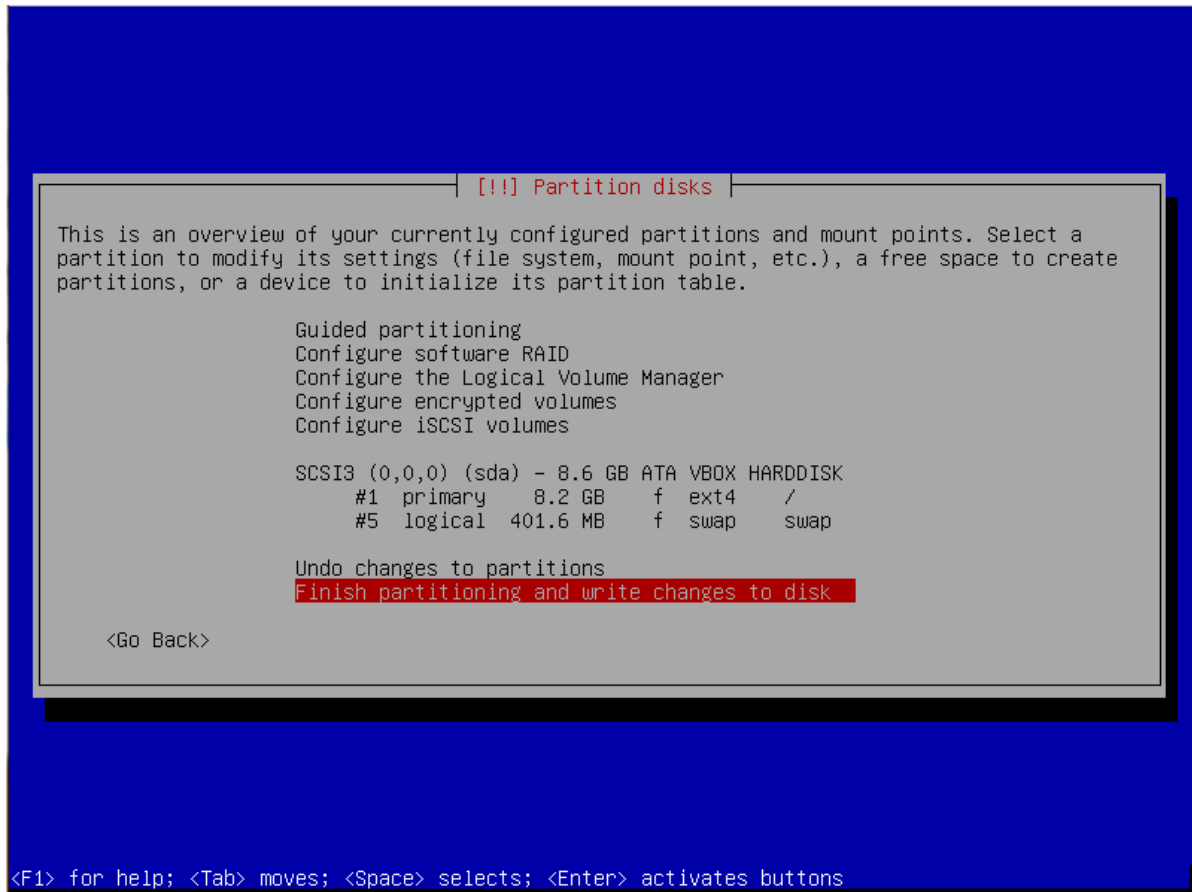 [!!] Partition disks
This is an overview of your currently configured partitions and mount points. Select a
partition to modify its settings (file system, mount point, etc.), a free space to create
partitions, or a device to initialize its partition table.
Guided partitioning
Configure software RAID
Configure the Logical Volume Manager
Configure encrypted volumes
Configure iSCSI volumes
SCSI3 (0,0,0) (sda) - 8.6 GB ATA VBOX HARDDISK
#1 primary 8.2 GB f ext4 /
#5 logical 401.6 MB f swap swap
Undo changes to partitions
Finish partitioning and write changes to disk
<Go Back>
<F1> for help; <Tab> moves; <Space> selects; <Enter> activates buttons